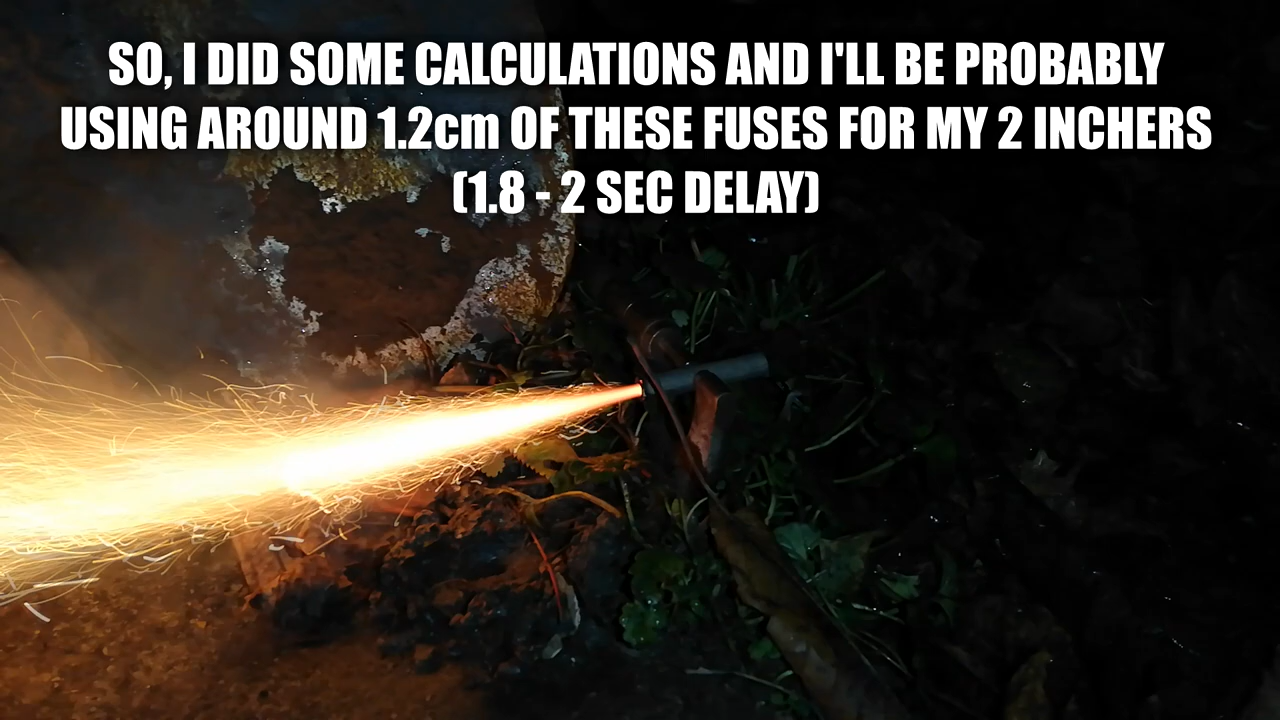 SO, I DID SOME CALCULATIONS AND I'LL BE PROBABLY
USING AROUND 1.2cm OF THESE FUSES FOR MY 2 INCHERS
(1.8 - 2 SEC DELAY)